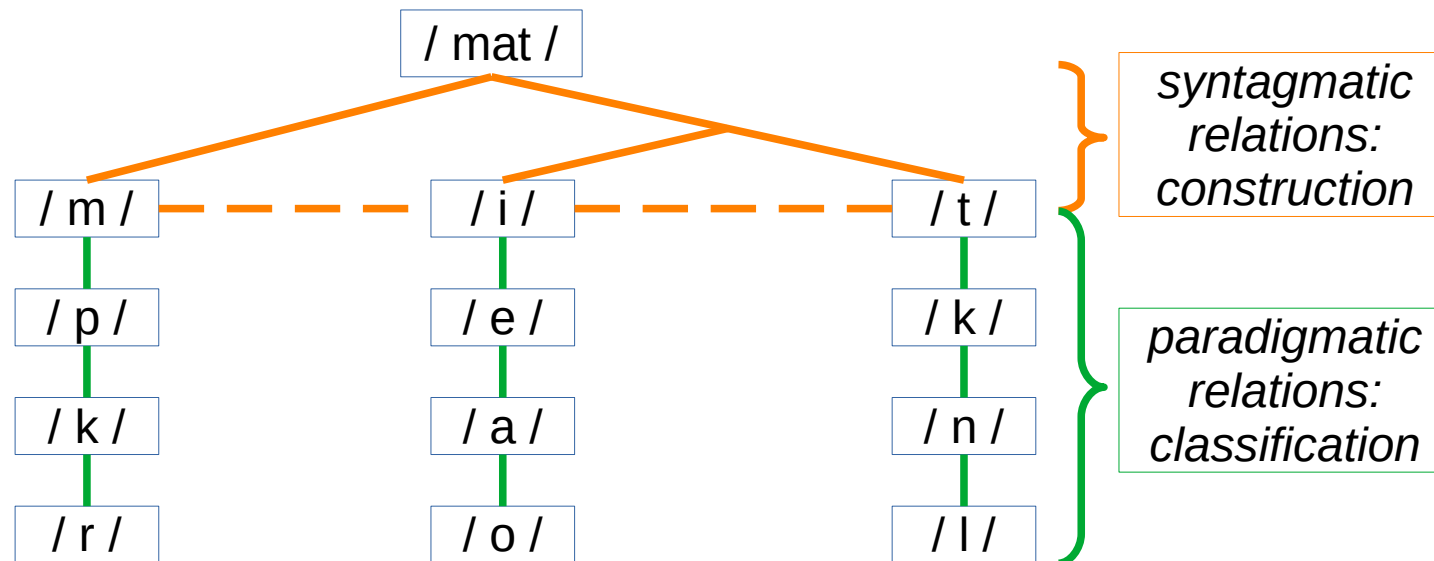 / mat /
syntagmatic
relations:
construction
/ m /
/ i /
/ t /
/ p /
/ e /
/ k /
paradigmatic
relations:
classification
/ k /
/ a /
/ n /
/ r /
/ o /
/ l /